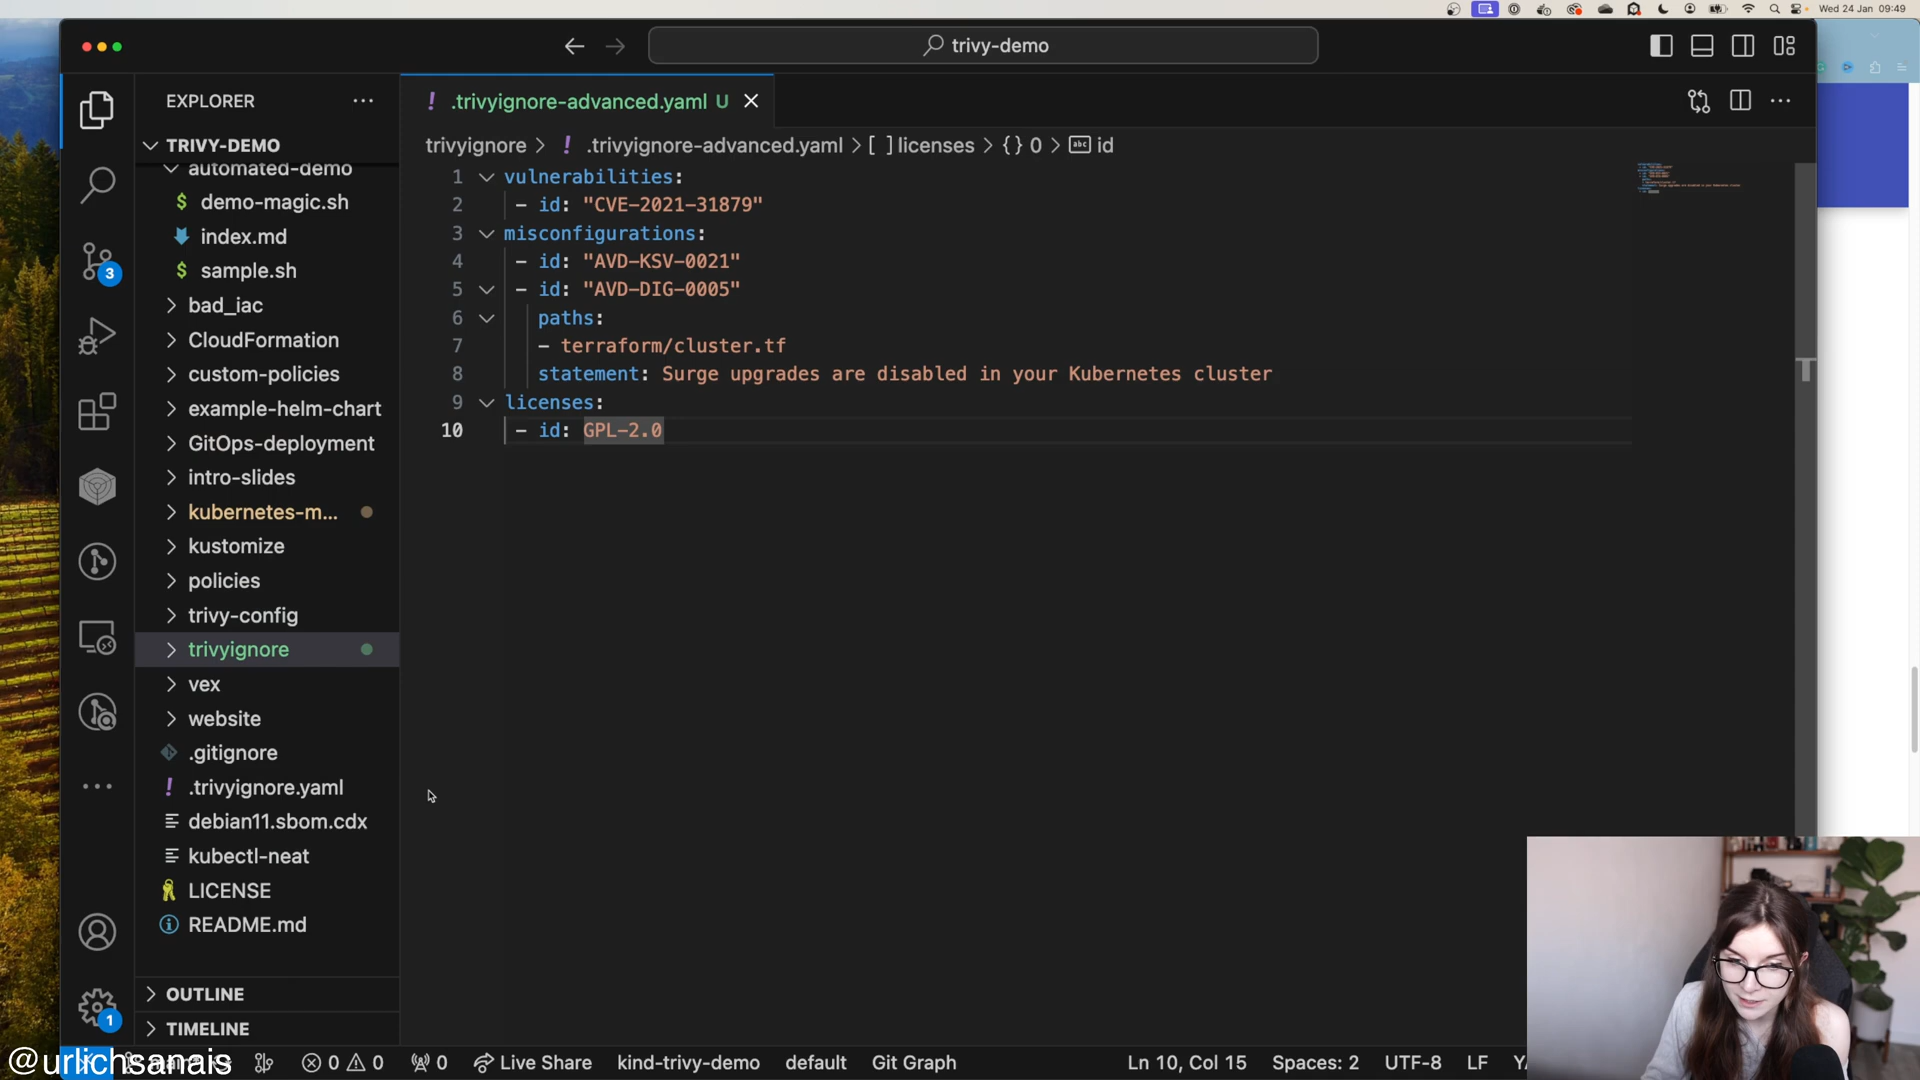 Wed 24 Jan 09:49
trivy-demo
EXPLORER
.trivyignore-advanced.yaml U
TRIVY-DEMO
trivyignore > ! .trivyignore-advanced.yaml > [ ] licenses > {} 0 > abc id
automated-demo
$ demo-magic.sh
index.md
$ sample.sh
bad_iac
CloudFormation
custom-policies
example-helm-chart
GitOps-deployment
intro-slides
kubernetes-m...
kustomize
policies
trivy-config
trivyignore
vex
website
.gitignore
! .trivyignore.yaml
debian11.sbom.cdx
kubectl-neat
LICENSE
README.md
OUTLINE
TIMELINE
3
1
1 vulnerabilities:
2 - id: "CVE-2021-31879"
3 misconfigurations:
4 - id: "AVD-KSV-0021"
5 - id: "AVD-DIG-0005"
6 paths:
7 - terraform/cluster.tf
8 statement: Surge upgrades are disabled in your Kubernetes cluster
9 licenses:
10 - id: GPL-2.0
@urlichsanais
0 0 0 Live Share kind-trivy-demo default Git Graph Ln 10, Col 15 Spaces: 2 UTF-8 LF